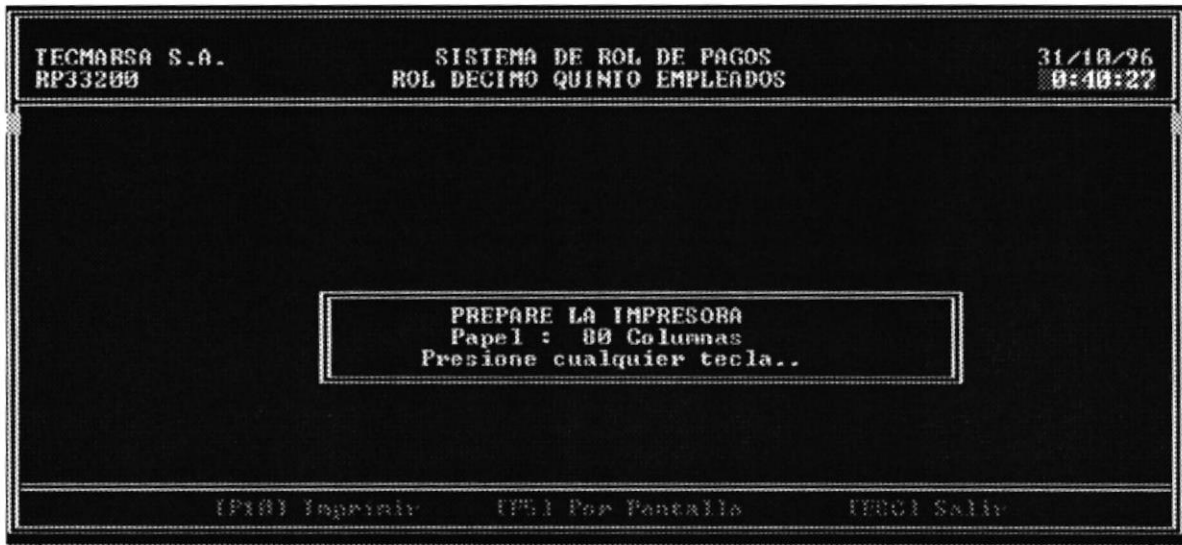 TECMARSA S.A. SISTEMA DE ROL DE PAGOS 31/10/96
RP33200 ROL DECIMO QUINTO EMPLEADOS 0:40:27
PREPARE LA IMPRESORA
Papel : 80 Columnas
Presione cualquier tecla..
[F10] Imprimir [F5] Por Pantalla [ESC] Salir